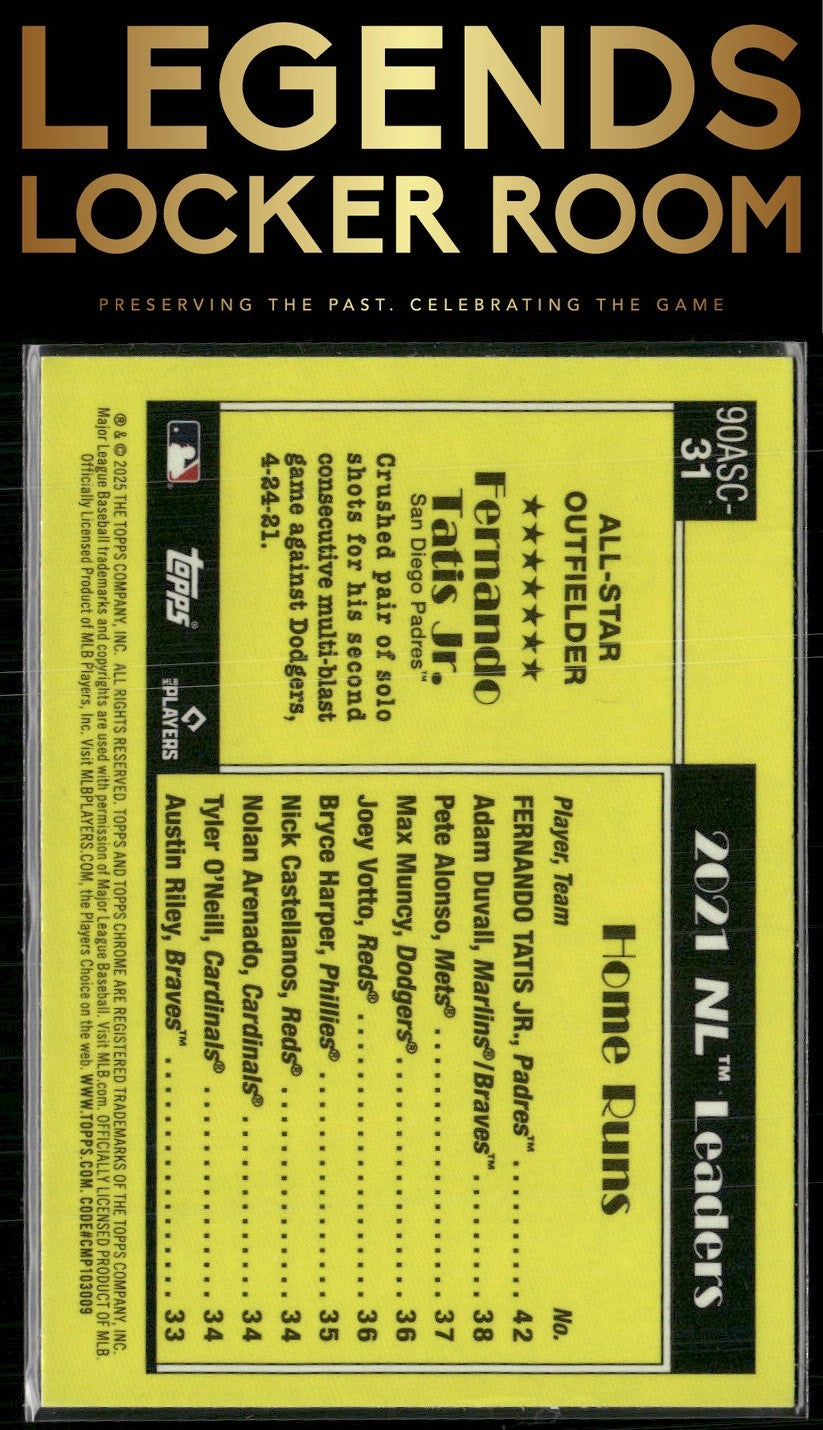 LEGENDS
LOCKER ROOM
PRESERVING THE PAST. CELEBRATING THE GAME
90ASC-
31
ALL-STAR
OUTFIELDER
★★★★★★★
Fernando
Tatis Jr.
San Diego Padres™
Crushed pair of solo
shots for his second
consecutive multi-blast
game against Dodgers,
4-24-21.
topps®
MLB PLAYERS
2021 NL™ Leaders
Home Runs
Player, Team No.
FERNANDO TATIS JR., Padres™ . . . . . . . . . 42
Adam Duvall, Marlins®/Braves™ . . . . . . . . 38
Pete Alonso, Mets® . . . . . . . . . . . . . . . . . 37
Max Muncy, Dodgers® . . . . . . . . . . . . . . . 36
Joey Votto, Reds® . . . . . . . . . . . . . . . . . . 36
Bryce Harper, Phillies® . . . . . . . . . . . . . . 35
Nick Castellanos, Reds® . . . . . . . . . . . . . 34
Nolan Arenado, Cardinals® . . . . . . . . . . . 34
Tyler O'Neill, Cardinals® . . . . . . . . . . . . . 34
Austin Riley, Braves™ . . . . . . . . . . . . . . . 33
® & © 2025 THE TOPPS COMPANY, INC. ALL RIGHTS RESERVED. TOPPS AND TOPPS CHROME ARE REGISTERED TRADEMARKS OF THE TOPPS COMPANY, INC.
Major League Baseball trademarks and copyrights are used with permission of Major League Baseball. Visit MLB.com. OFFICIALLY LICENSED PRODUCT OF MLB.
Officially Licensed Product of MLB Players, Inc. Visit MLBPLAYERS.COM, the Players Choice on the web. WWW.TOPPS.COM. CODE#CMP103009